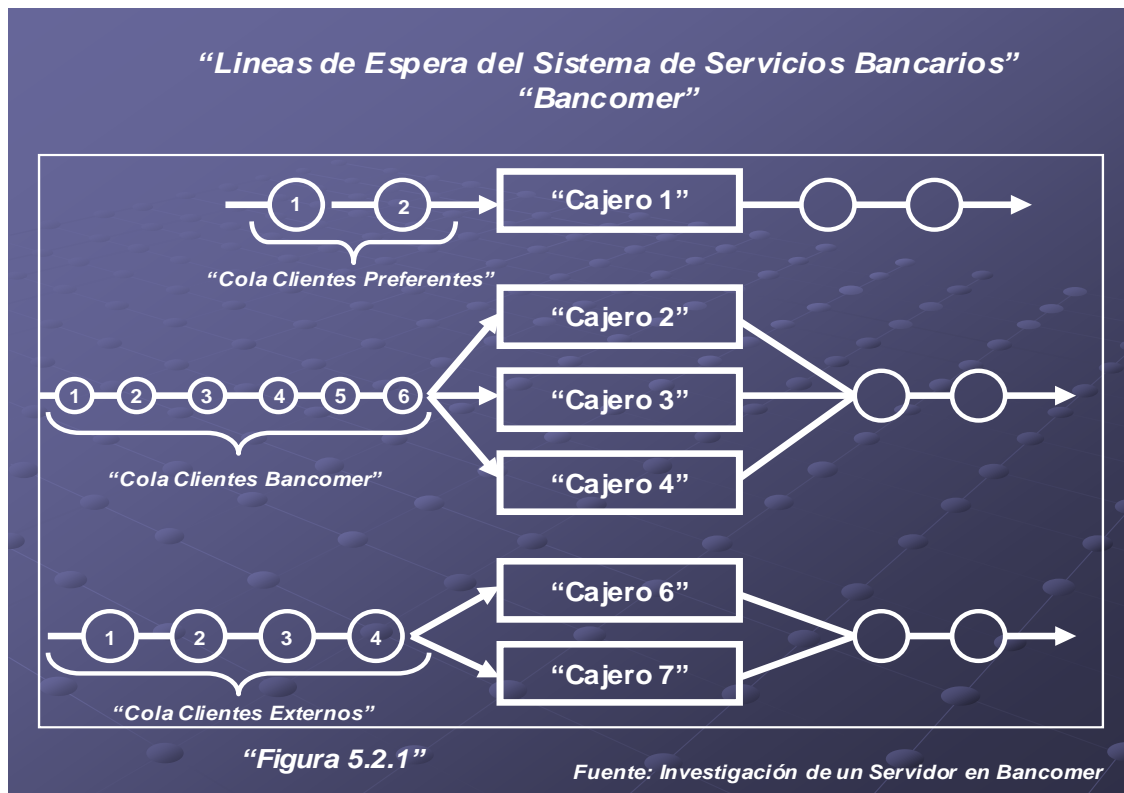 “Lineas de Espera del Sistema de Servicios Bancarios”
“Bancomer”
1 2 “Cajero 1”
“Cola Clientes Preferentes”
“Cajero 2”
1 2 3 4 5 6 “Cajero 3”
“Cola Clientes Bancomer”
“Cajero 4”
“Cajero 6”
1 2 3 4
“Cajero 7”
“Cola Clientes Externos”
“Figura 5.2.1”
Fuente: Investigación de un Servidor en Bancomer